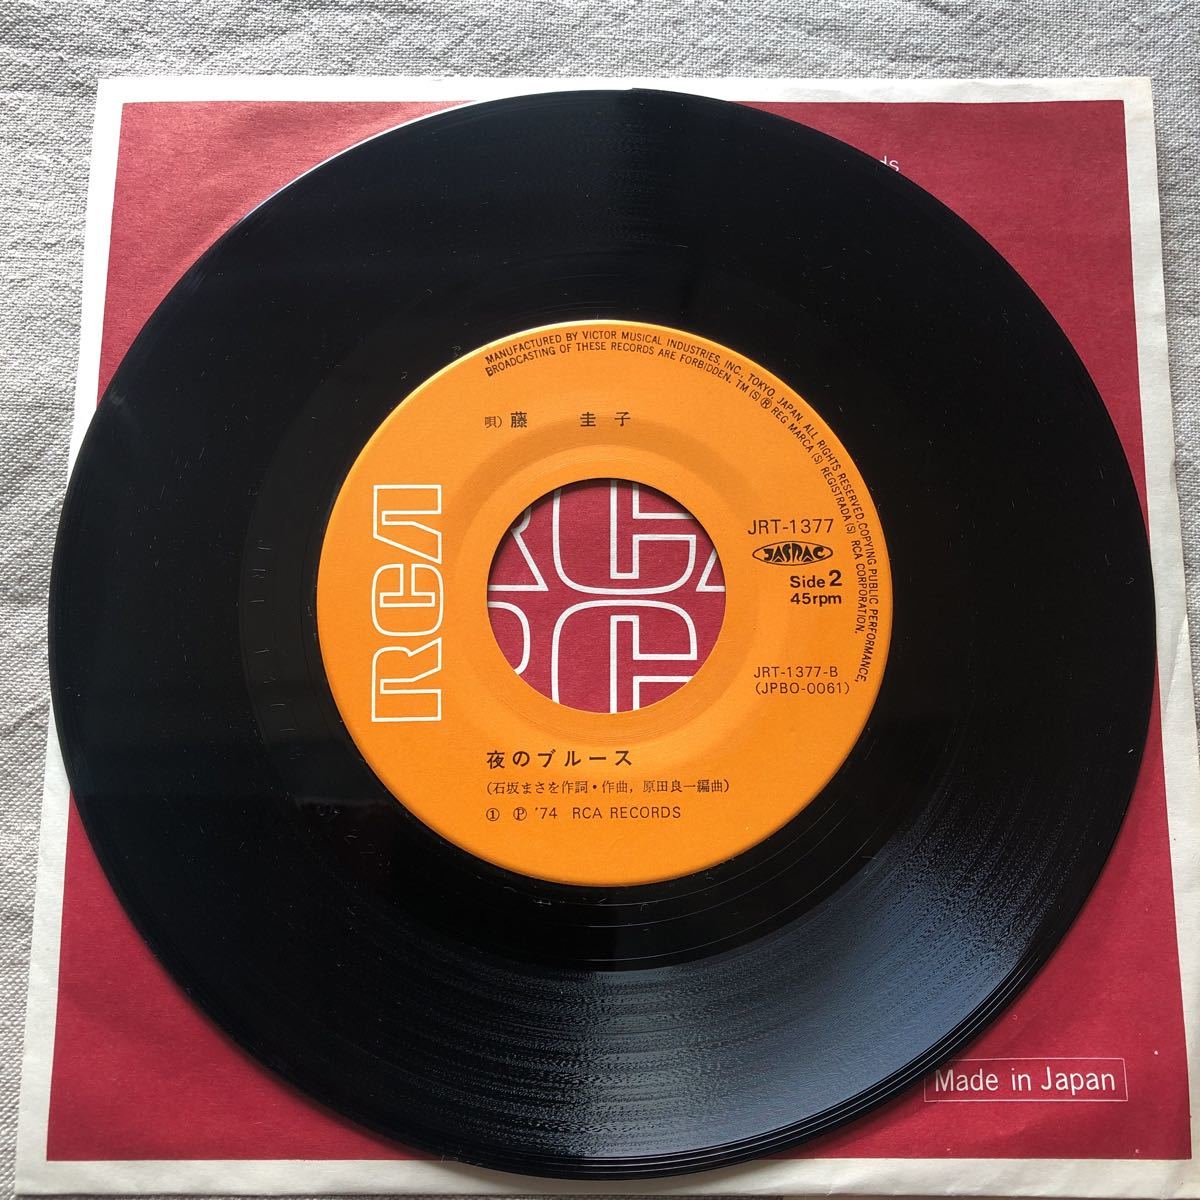 MANUFACTURED BY VICTOR MUSICAL INDUSTRIES, INC., TOKYO, JAPAN. ALL RIGHTS RESERVED COPYING PUBLIC PERFORMANCE,
BROADCASTING OF THESE RECORDS ARE FORBIDDEN. TM (S) ® REG MARCA (S) REGISTRADA (S) RCA CORPORATION.
唄) 藤 圭子
RCA
JRT-1377
JASRAC
Side 2
45rpm
JRT-1377-B
(JPBO-0061)
夜のブルース
(石坂まさを作詞・作曲, 原田良一編曲)
① Ⓟ '74 RCA RECORDS
Made in Japan